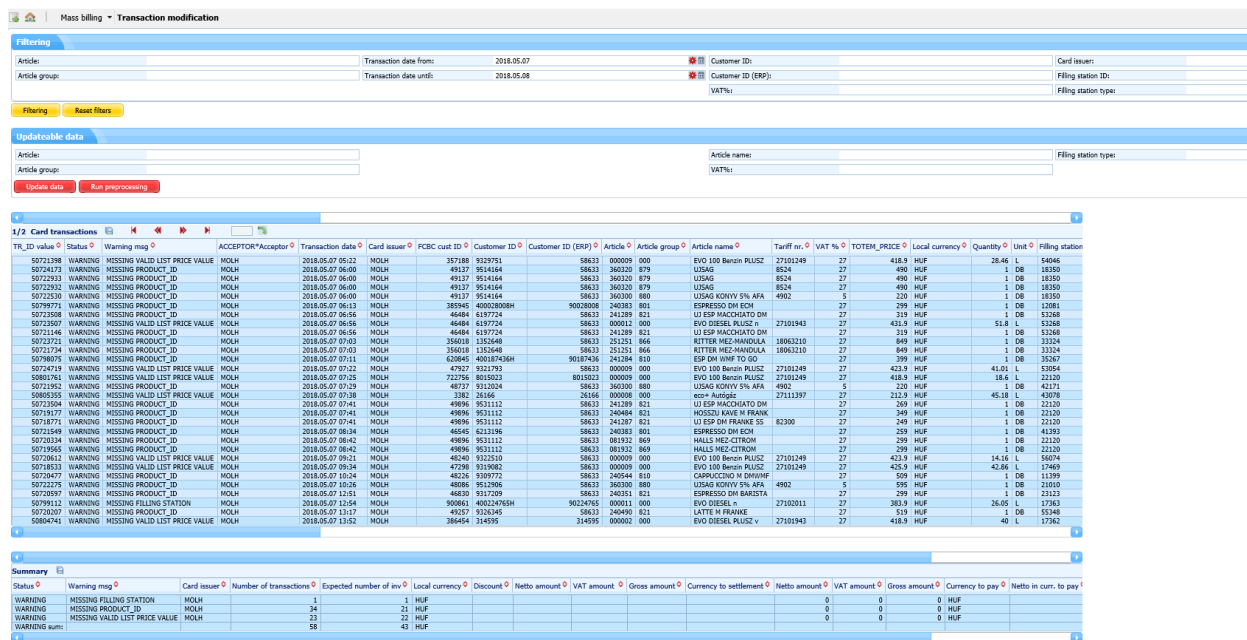 Mass billing Transaction modification
Filtering
Article: Transaction date from: 2018.05.07 Customer ID: Card issuer:
Article group: Transaction date until: 2018.05.08 Customer ID (ERP): Filling station ID:
VAT%: Filling station type:
Filtering Reset filters
Updateable data
Article: Article name: Filling station type:
Article group: VAT%:
Update data Run preprocessing
1/2 Card transactions
TR_ID value Status Warning msg ACCEPTOR*Acceptor Transaction date Card issuer FCBC cust ID Customer ID Customer ID (ERP) Article Article group Article name Tariff nr. VAT % TOTEM_PRICE Local currency Quantity Unit Filling station
50721398 WARNING MISSING VALID LIST PRICE VALUE MOLH 2018.05.07 05:22 MOLH 357188 9329751 58633 000009 000 EVO 100 Benzin PLUSZ 27101249 27 418.9 HUF 28.46 L 54046
50724173 WARNING MISSING PRODUCT_ID MOLH 2018.05.07 06:00 MOLH 49137 9514164 58633 360320 879 UJSAG 8524 27 490 HUF 1 DB 18350
50722933 WARNING MISSING PRODUCT_ID MOLH 2018.05.07 06:00 MOLH 49137 9514164 58633 360320 879 UJSAG 8524 27 490 HUF 1 DB 18350
50722932 WARNING MISSING PRODUCT_ID MOLH 2018.05.07 06:00 MOLH 49137 9514164 58633 360320 879 UJSAG 8524 27 490 HUF 1 DB 18350
50722530 WARNING MISSING PRODUCT_ID MOLH 2018.05.07 06:00 MOLH 49137 9514164 58633 360300 880 UJSAG KONYV 5% AFA 4902 5 220 HUF 1 DB 18350
50799771 WARNING MISSING PRODUCT_ID MOLH 2018.05.07 06:13 MOLH 385945 400028008H 90028008 240383 801 ESPRESSO DM ECM 27 299 HUF 1 DB 12081
50723508 WARNING MISSING PRODUCT_ID MOLH 2018.05.07 06:56 MOLH 46484 6197724 58633 241289 821 UJ ESP MACCHIATO DM 27 319 HUF 1 DB 53268
50723507 WARNING MISSING VALID LIST PRICE VALUE MOLH 2018.05.07 06:56 MOLH 46484 6197724 58633 000012 000 EVO DIESEL PLUSZ n 27101943 27 431.9 HUF 51.8 L 53268
50721146 WARNING MISSING PRODUCT_ID MOLH 2018.05.07 06:56 MOLH 46484 6197724 58633 241289 821 UJ ESP MACCHIATO DM 27 319 HUF 1 DB 53268
50723721 WARNING MISSING PRODUCT_ID MOLH 2018.05.07 07:03 MOLH 356018 1352648 58633 251251 866 RITTER MEZ-MANDULA 18063210 27 849 HUF 1 DB 33324
50721734 WARNING MISSING PRODUCT_ID MOLH 2018.05.07 07:03 MOLH 356018 1352648 58633 251251 866 RITTER MEZ-MANDULA 18063210 27 849 HUF 1 DB 33324
50798075 WARNING MISSING PRODUCT_ID MOLH 2018.05.07 07:11 MOLH 620845 400187436H 90187436 241284 810 ESP DM WMF TO GO 27 399 HUF 1 DB 35267
50724719 WARNING MISSING VALID LIST PRICE VALUE MOLH 2018.05.07 07:22 MOLH 47927 9321793 58633 000009 000 EVO 100 Benzin PLUSZ 27101249 27 423.9 HUF 41.01 L 53054
50801761 WARNING MISSING VALID LIST PRICE VALUE MOLH 2018.05.07 07:25 MOLH 722756 8015023 8015023 000009 000 EVO 100 Benzin PLUSZ 27101249 27 418.9 HUF 18.6 L 22120
50721952 WARNING MISSING PRODUCT_ID MOLH 2018.05.07 07:29 MOLH 48737 9312024 58633 360300 880 UJSAG KONYV 5% AFA 4902 5 220 HUF 1 DB 42171
50805355 WARNING MISSING VALID LIST PRICE VALUE MOLH 2018.05.07 07:38 MOLH 3382 26166 26166 000008 000 eco+ Autógáz 27111397 27 212.9 HUF 45.18 L 43078
50723504 WARNING MISSING PRODUCT_ID MOLH 2018.05.07 07:41 MOLH 49896 9531112 58633 241289 821 UJ ESP MACCHIATO DM 27 269 HUF 1 DB 22120
50719177 WARNING MISSING PRODUCT_ID MOLH 2018.05.07 07:41 MOLH 49896 9531112 58633 240484 821 HOSSZU KAVE M FRANK 27 349 HUF 1 DB 22120
50718771 WARNING MISSING PRODUCT_ID MOLH 2018.05.07 07:41 MOLH 49896 9531112 58633 241287 821 UJ ESP DM FRANKE SS 82300 27 249 HUF 1 DB 22120
50721549 WARNING MISSING PRODUCT_ID MOLH 2018.05.07 08:34 MOLH 46545 6213196 58633 240383 801 ESPRESSO DM ECM 27 259 HUF 1 DB 41393
50720334 WARNING MISSING PRODUCT_ID MOLH 2018.05.07 08:42 MOLH 49896 9531112 58633 081932 869 HALLS MEZ-CITROM 27 299 HUF 1 DB 22120
50719565 WARNING MISSING PRODUCT_ID MOLH 2018.05.07 08:42 MOLH 49896 9531112 58633 081932 869 HALLS MEZ-CITROM 27 299 HUF 1 DB 22120
50720612 WARNING MISSING VALID LIST PRICE VALUE MOLH 2018.05.07 09:21 MOLH 48240 9322510 58633 000009 000 EVO 100 Benzin PLUSZ 27101249 27 423.9 HUF 14.16 L 56074
50718533 WARNING MISSING VALID LIST PRICE VALUE MOLH 2018.05.07 09:34 MOLH 47298 9319082 58633 000009 000 EVO 100 Benzin PLUSZ 27101249 27 425.9 HUF 42.86 L 17469
50720477 WARNING MISSING PRODUCT_ID MOLH 2018.05.07 10:24 MOLH 48226 9309772 58633 240544 810 CAPPUCCINO M DMWMF 27 509 HUF 1 DB 11399
50722275 WARNING MISSING PRODUCT_ID MOLH 2018.05.07 10:26 MOLH 48086 9512906 58633 360300 880 UJSAG KONYV 5% AFA 4902 5 595 HUF 1 DB 21010
50720597 WARNING MISSING PRODUCT_ID MOLH 2018.05.07 12:51 MOLH 46830 9317209 58633 240351 821 ESPRESSO DM BARISTA 27 299 HUF 1 DB 23123
50799112 WARNING MISSING FILLING STATION MOLH 2018.05.07 12:54 MOLH 900861 400224765H 90224765 000011 000 EVO DIESEL n 27102011 27 383.9 HUF 26.05 L 17363
50720207 WARNING MISSING PRODUCT_ID MOLH 2018.05.07 13:17 MOLH 49257 9326345 58633 240490 821 LATTE M FRANKE 27 519 HUF 1 DB 55348
50804741 WARNING MISSING VALID LIST PRICE VALUE MOLH 2018.05.07 13:52 MOLH 386454 314595 314595 000002 000 EVO DIESEL PLUSZ v 27101943 27 418.9 HUF 40 L 17362
Summary
Status Warning msg Card issuer Number of transactions Expected number of inv Local currency Discount Netto amount VAT amount Gross amount Currency to settlement Netto amount VAT amount Gross amount Currency to pay Netto in curr. to pay
WARNING MISSING FILLING STATION MOLH 1 1 HUF 0 0 0 HUF
WARNING MISSING PRODUCT_ID MOLH 34 21 HUF 0 0 0 HUF
WARNING MISSING VALID LIST PRICE VALUE MOLH 23 22 HUF 0 0 0 HUF
WARNING sum: 58 43 HUF 0 0 0 HUF